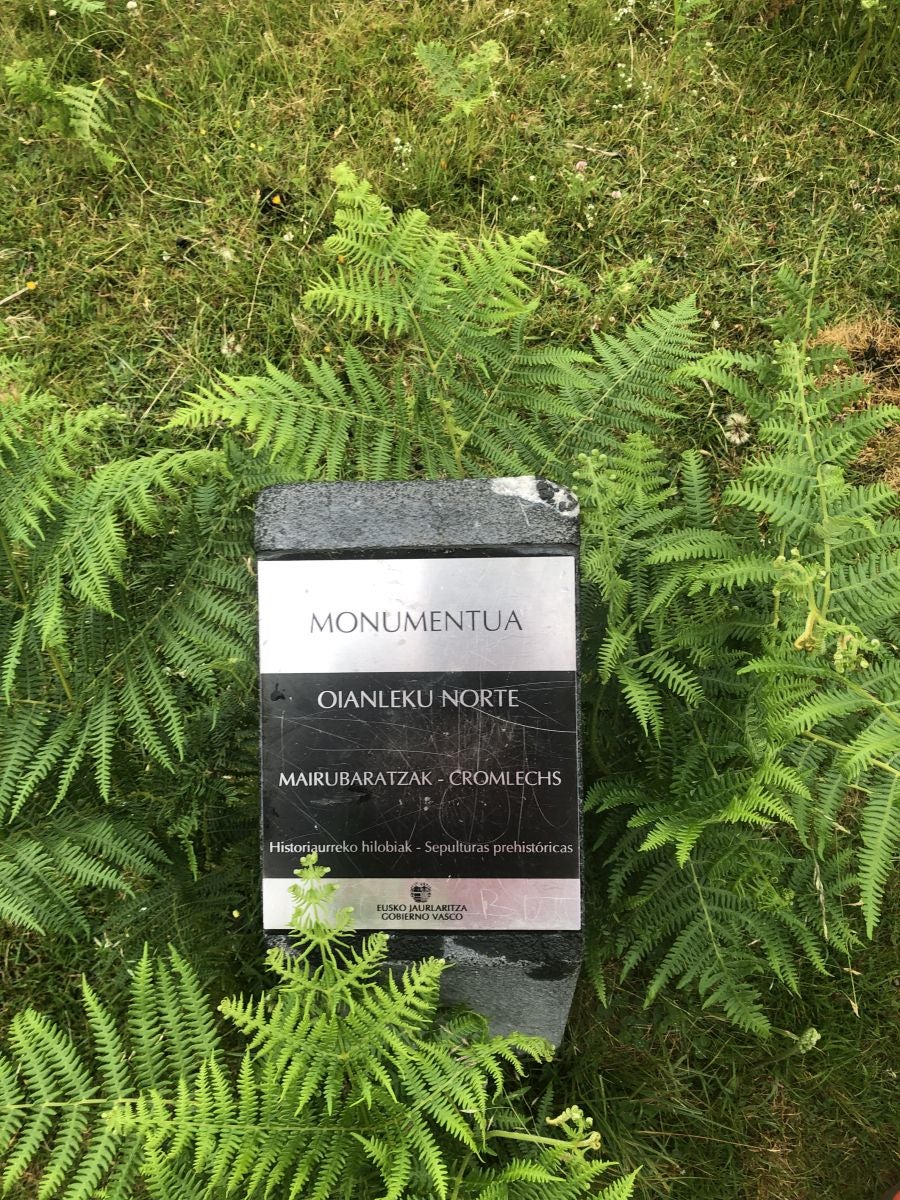 MONUMENTUA
OIANLEKU NORTE
MAIRUBARATZAK - CROMLECHS
Historiaurreko hilobiak - Sepulturas prehistóricas
EUSKO JAURLARITZA
GOBIERNO VASCO